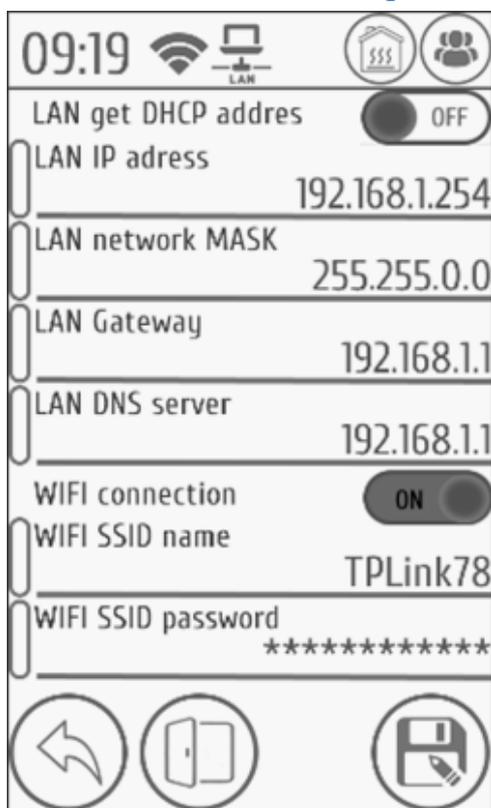 09:19
LAN
LAN get DHCP addres
OFF
LAN IP adress
192.168.1.254
LAN network MASK
255.255.0.0
LAN Gateway
192.168.1.1
LAN DNS server
192.168.1.1
WIFI connection
ON
WIFI SSID name
TPLink78
WIFI SSID password
************